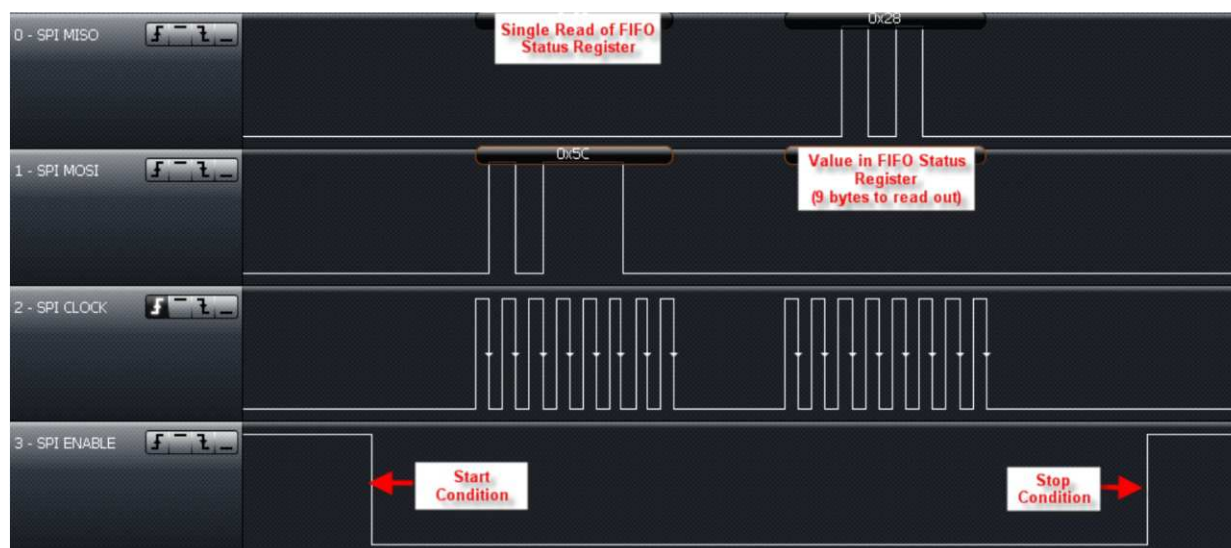 0 - SPI MISO
Single Read of FIFO
Status Register
0x28
1 - SPI MOSI
0x5C
Value in FIFO Status
Register
(9 bytes to read out)
2 - SPI CLOCK
3 - SPI ENABLE
Start
Condition
Stop
Condition